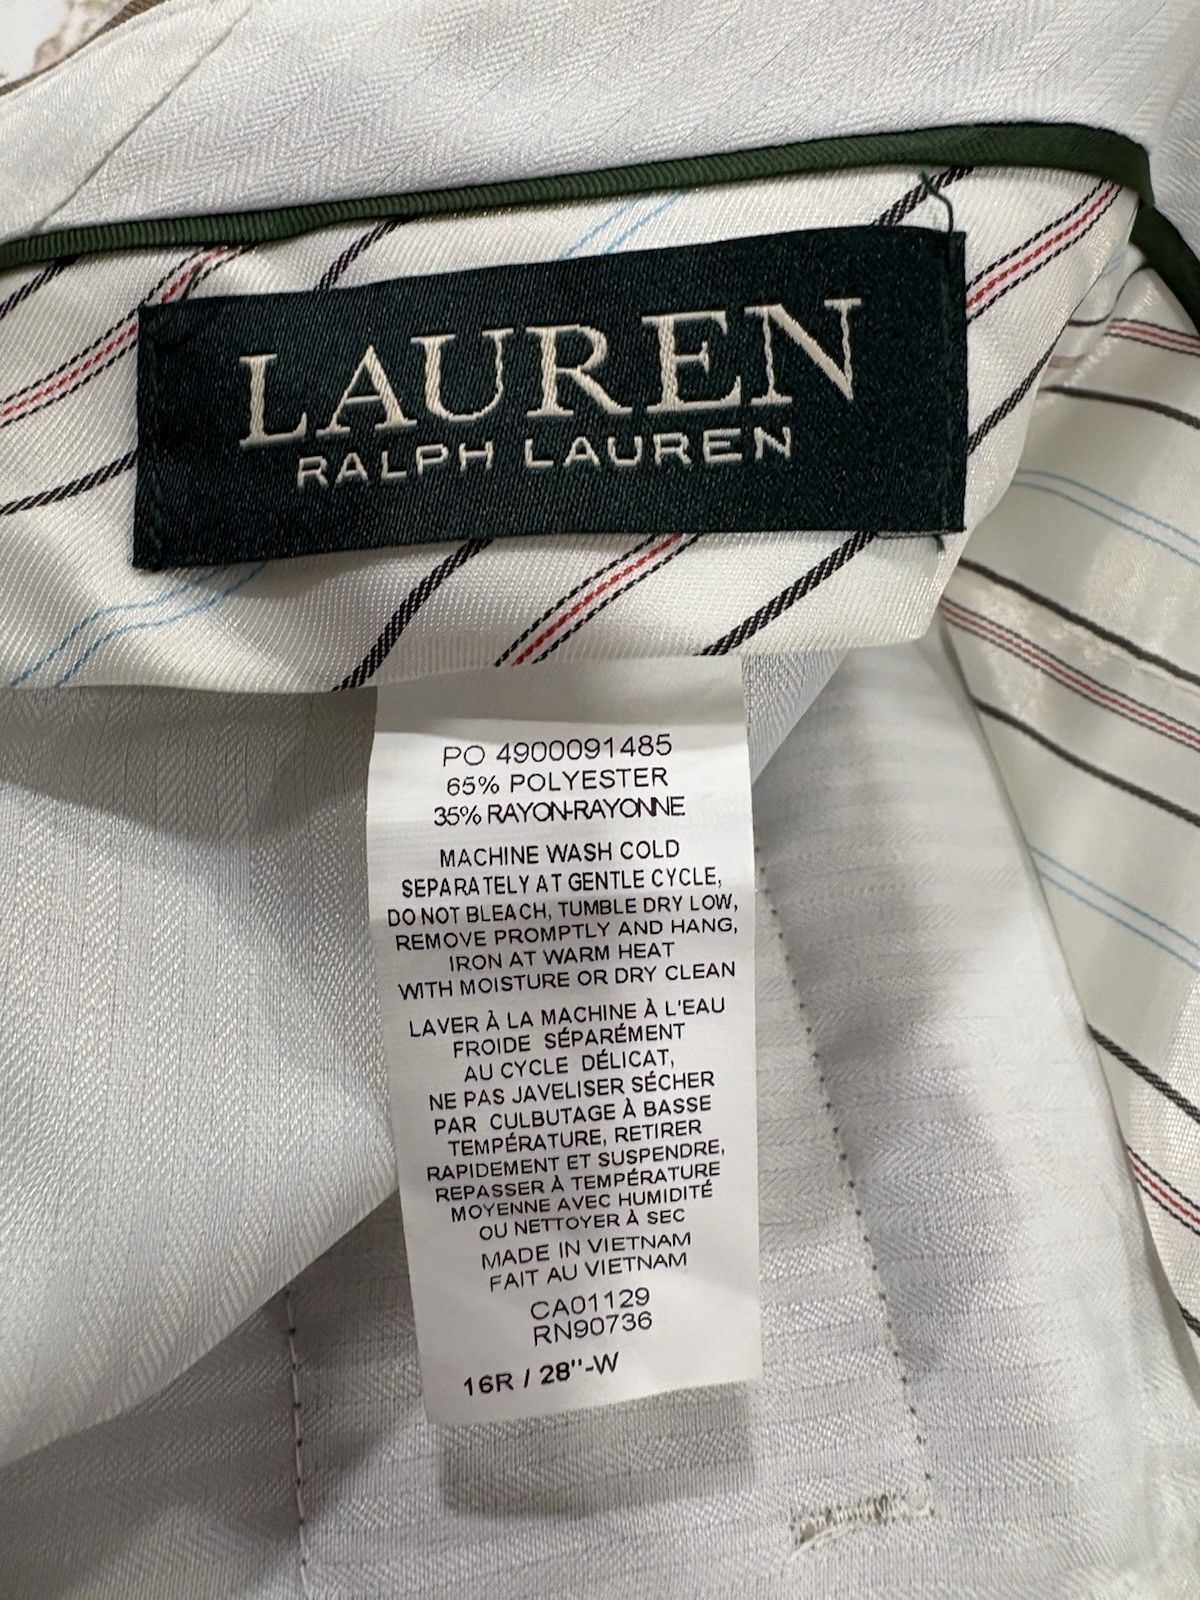 LAUREN
RALPH LAUREN
PO 4900091485
65% POLYESTER
35% RAYON-RAYONNE
MACHINE WASH COLD
SEPARATELY AT GENTLE CYCLE,
DO NOT BLEACH, TUMBLE DRY LOW,
REMOVE PROMPTLY AND HANG,
IRON AT WARM HEAT
WITH MOISTURE OR DRY CLEAN
LAVER À LA MACHINE À L'EAU
FROIDE SÉPARÉMENT
AU CYCLE DÉLICAT,
NE PAS JAVELISER SÉCHER
PAR CULBUTAGE À BASSE
TEMPÉRATURE, RETIRER
RAPIDEMENT ET SUSPENDRE,
REPASSER À TEMPÉRATURE
MOYENNE AVEC HUMIDITÉ
OU NETTOYER À SEC
MADE IN VIETNAM
FAIT AU VIETNAM
CA01129
RN90736
16R / 28"-W